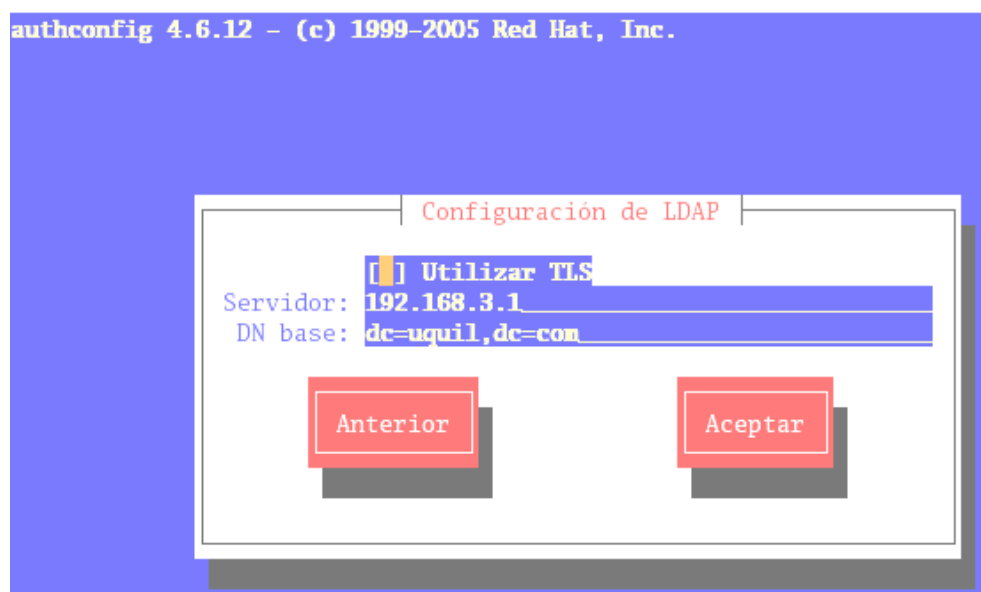 authconfig 4.6.12 - (c) 1999-2005 Red Hat, Inc.
Configuración de LDAP
[ ] Utilizar TLS
Servidor: 192.168.3.1
DN base: dc=uquil,dc=com
Anterior Aceptar